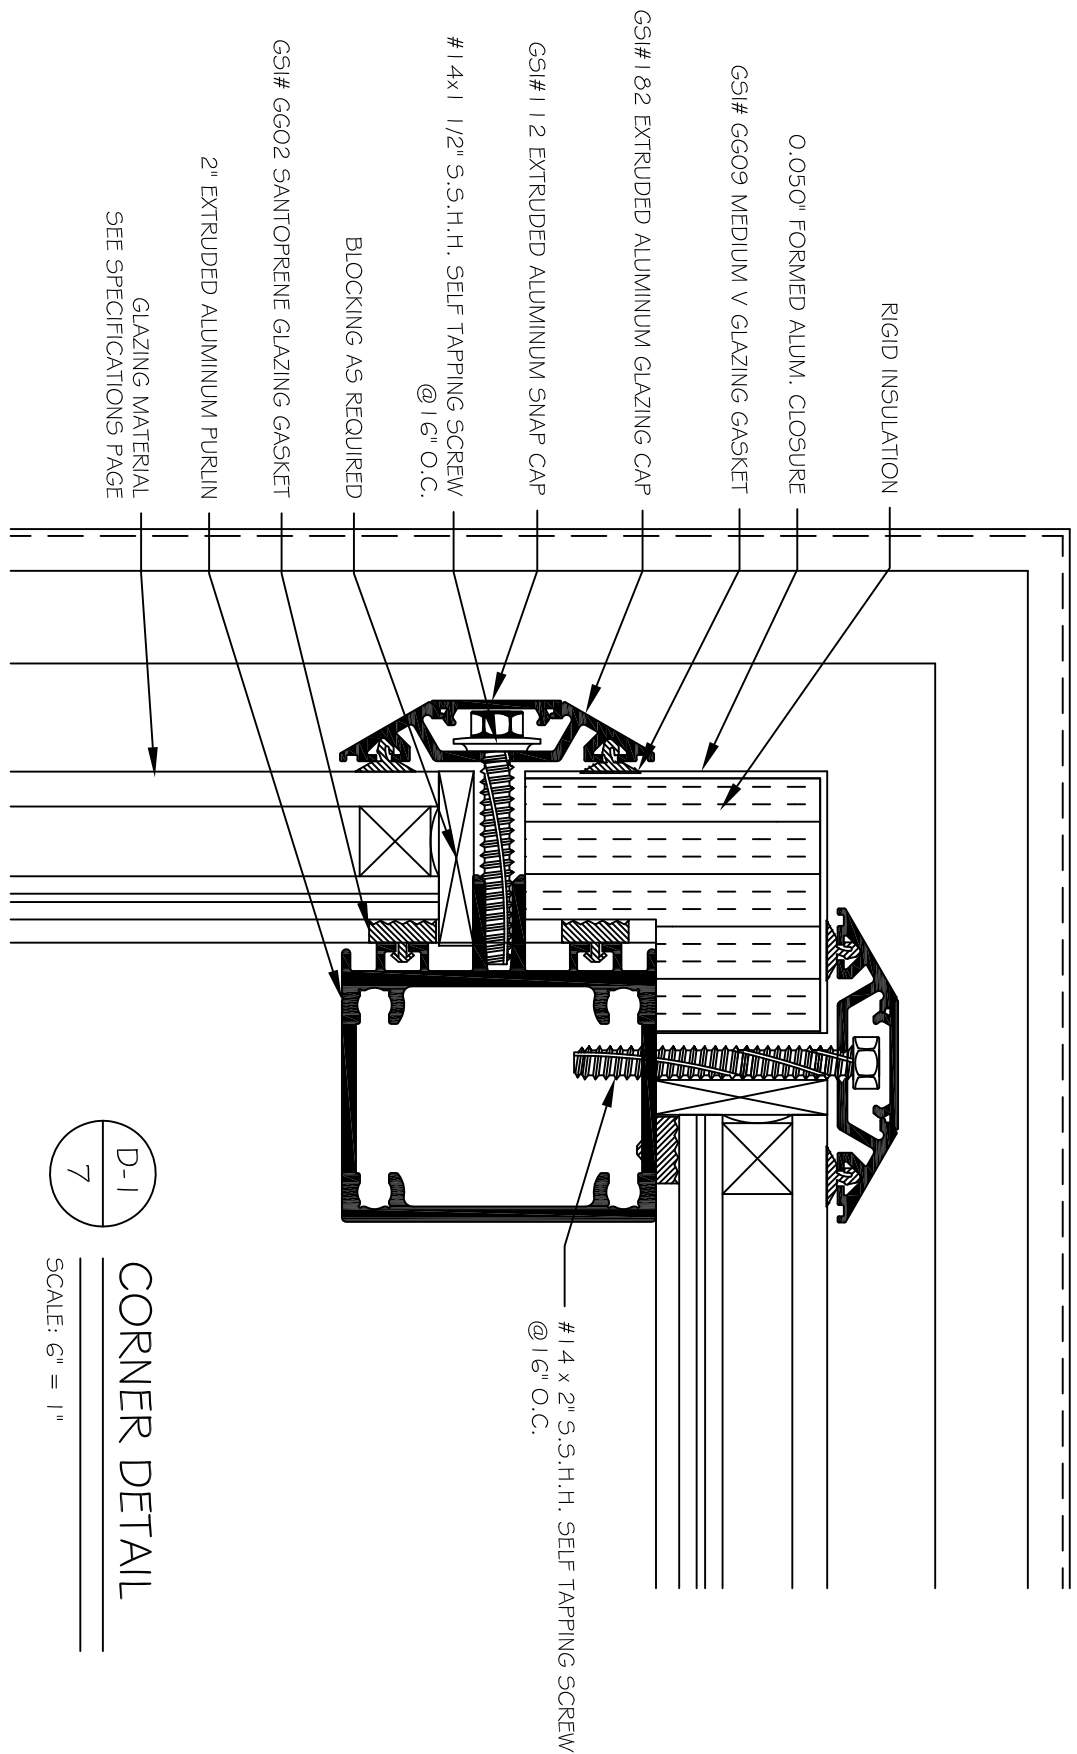 RIGID INSULATION
0.050" FORMED ALUM. CLOSURE
GSI# GG09 MEDIUM V GLAZING GASKET
GSI#182 EXTRUDED ALUMINUM GLAZING CAP
GSI#112 EXTRUDED ALUMINUM SNAP CAP
#14x1 1/2" S.S.H.H. SELF TAPPING SCREW
@16" O.C.
BLOCKING AS REQUIRED
GSI# GG02 SANTOPRENE GLAZING GASKET
2" EXTRUDED ALUMINUM PURLIN
GLAZING MATERIAL
SEE SPECIFICATIONS PAGE
#14 x 2" S.S.H.H. SELF TAPPING SCREW
@16" O.C.
D-1
7
CORNER DETAIL
SCALE: 6" = 1"